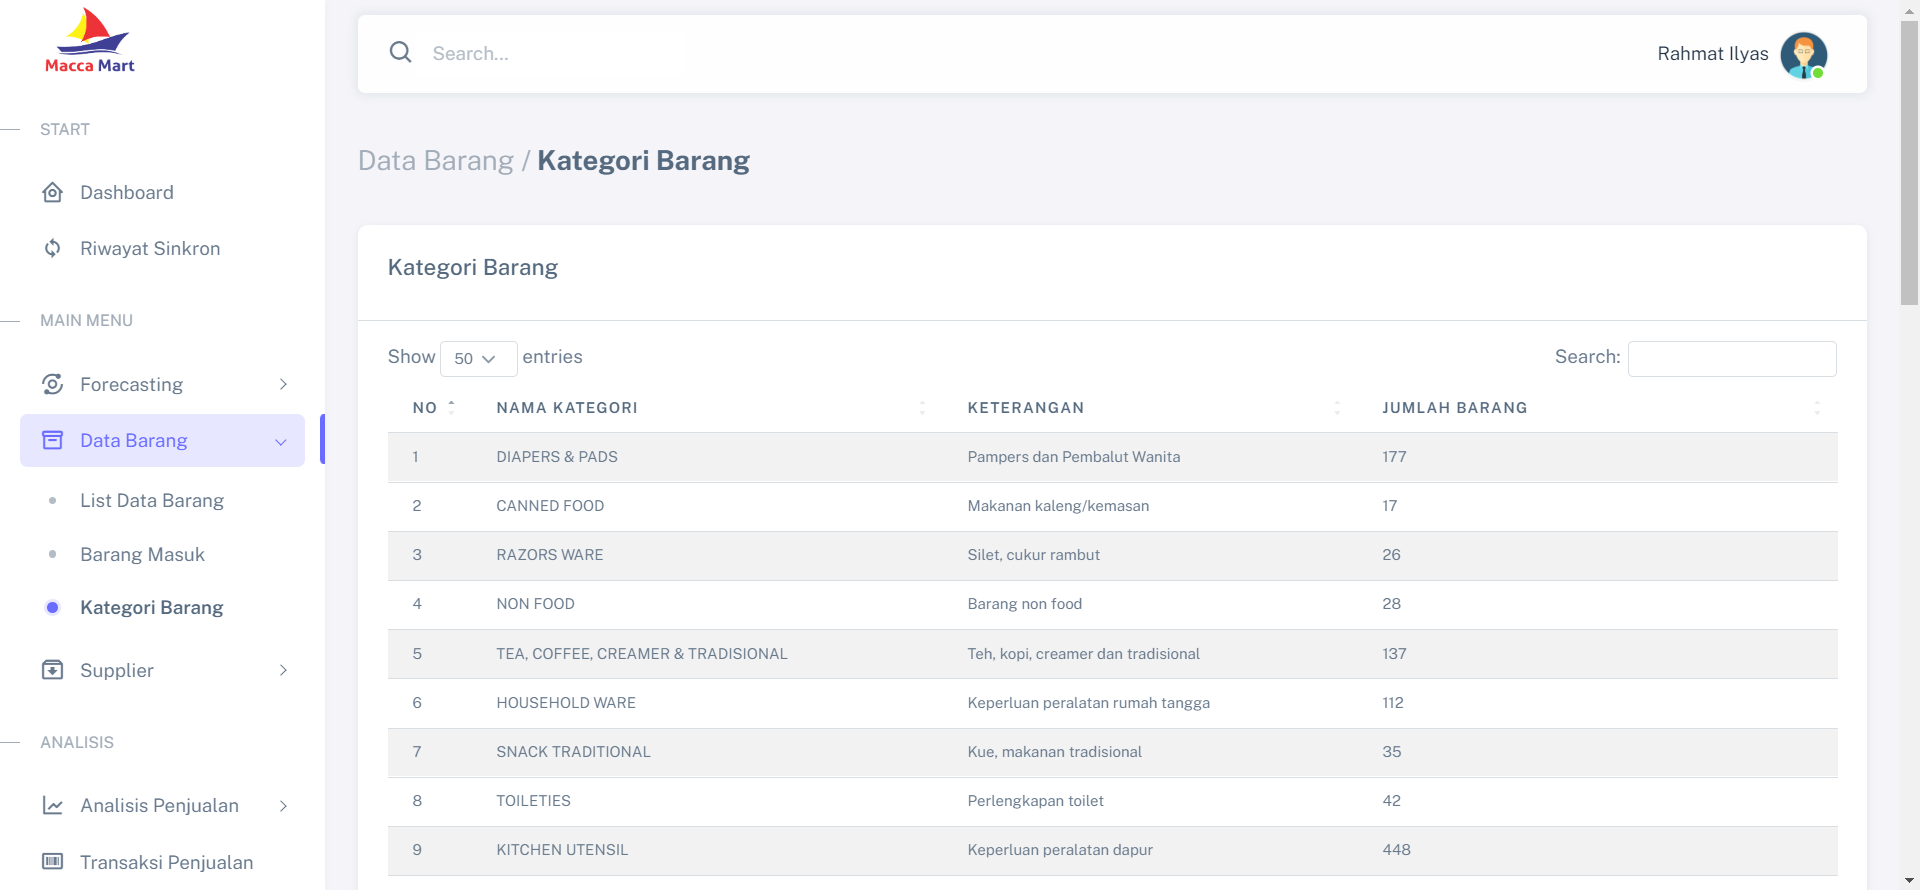 Macca Mart
START
Dashboard
Riwayat Sinkron
MAIN MENU
Forecasting
Data Barang
List Data Barang
Barang Masuk
Kategori Barang
Supplier
ANALISIS
Analisis Penjualan
Transaksi Penjualan
Search...
Rahmat Ilyas
Data Barang / Kategori Barang
Kategori Barang
Show 50 entries
Search:
NO NAMA KATEGORI KETERANGAN JUMLAH BARANG
1 DIAPERS & PADS Pampers dan Pembalut Wanita 177
2 CANNED FOOD Makanan kaleng/kemasan 17
3 RAZORS WARE Silet, cukur rambut 26
4 NON FOOD Barang non food 28
5 TEA, COFFEE, CREAMER & TRADISIONAL Teh, kopi, creamer dan tradisional 137
6 HOUSEHOLD WARE Keperluan peralatan rumah tangga 112
7 SNACK TRADITIONAL Kue, makanan tradisional 35
8 TOILETIES Perlengkapan toilet 42
9 KITCHEN UTENSIL Keperluan peralatan dapur 448